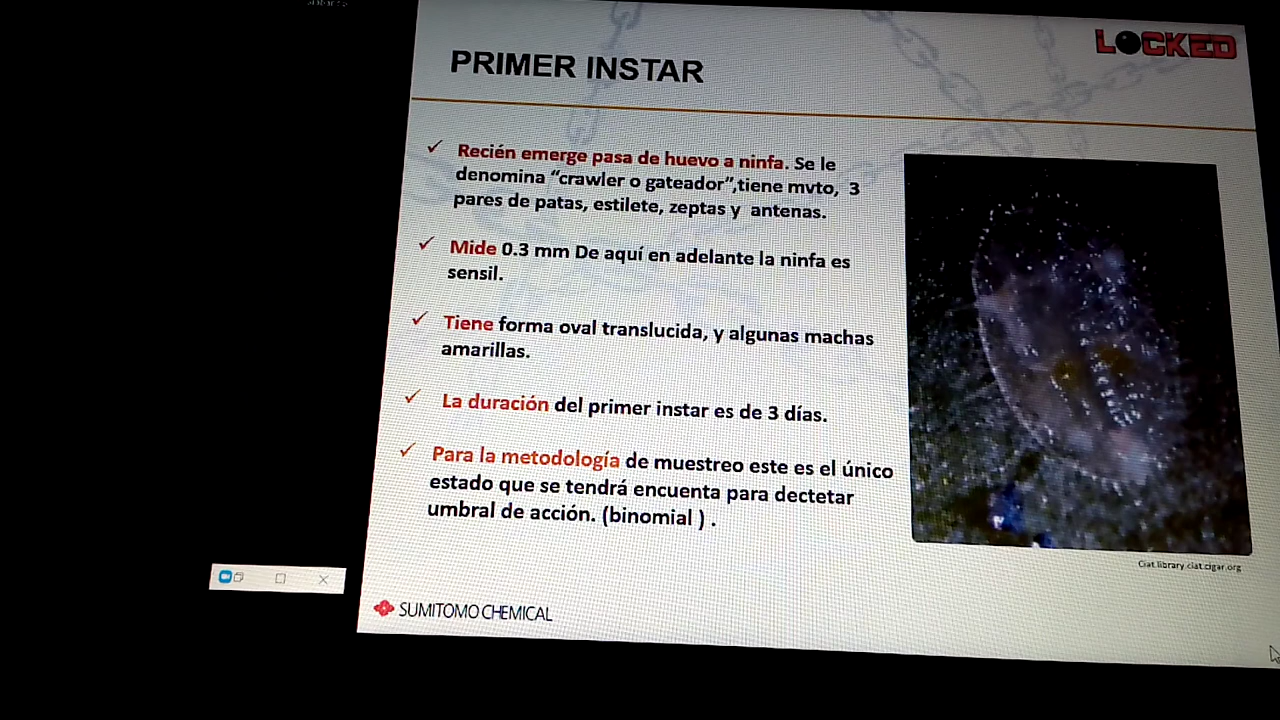 LOCKED
PRIMER INSTAR
✓ Recién emerge pasa de huevo a ninfa. Se le
denomina “crawler o gateador”,tiene mvto, 3
pares de patas, estilete, zeptas y antenas.
✓ Mide 0.3 mm De aquí en adelante la ninfa es
sensil.
✓ Tiene forma oval translucida, y algunas machas
amarillas.
✓ La duración del primer instar es de 3 días.
✓ Para la metodología de muestreo este es el único
estado que se tendrá encuenta para dectetar
umbral de acción. (binomial ) .
Ciat.library.ciat.cigar.org
SUMITOMO CHEMICAL